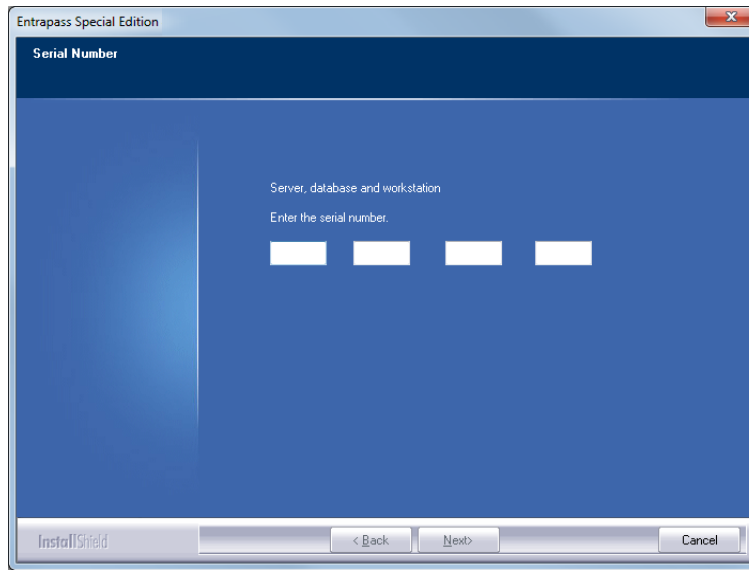 Entrapass Special Edition
Serial Number
Server, database and workstation
Enter the serial number.
InstallShield
< Back
Next>
Cancel